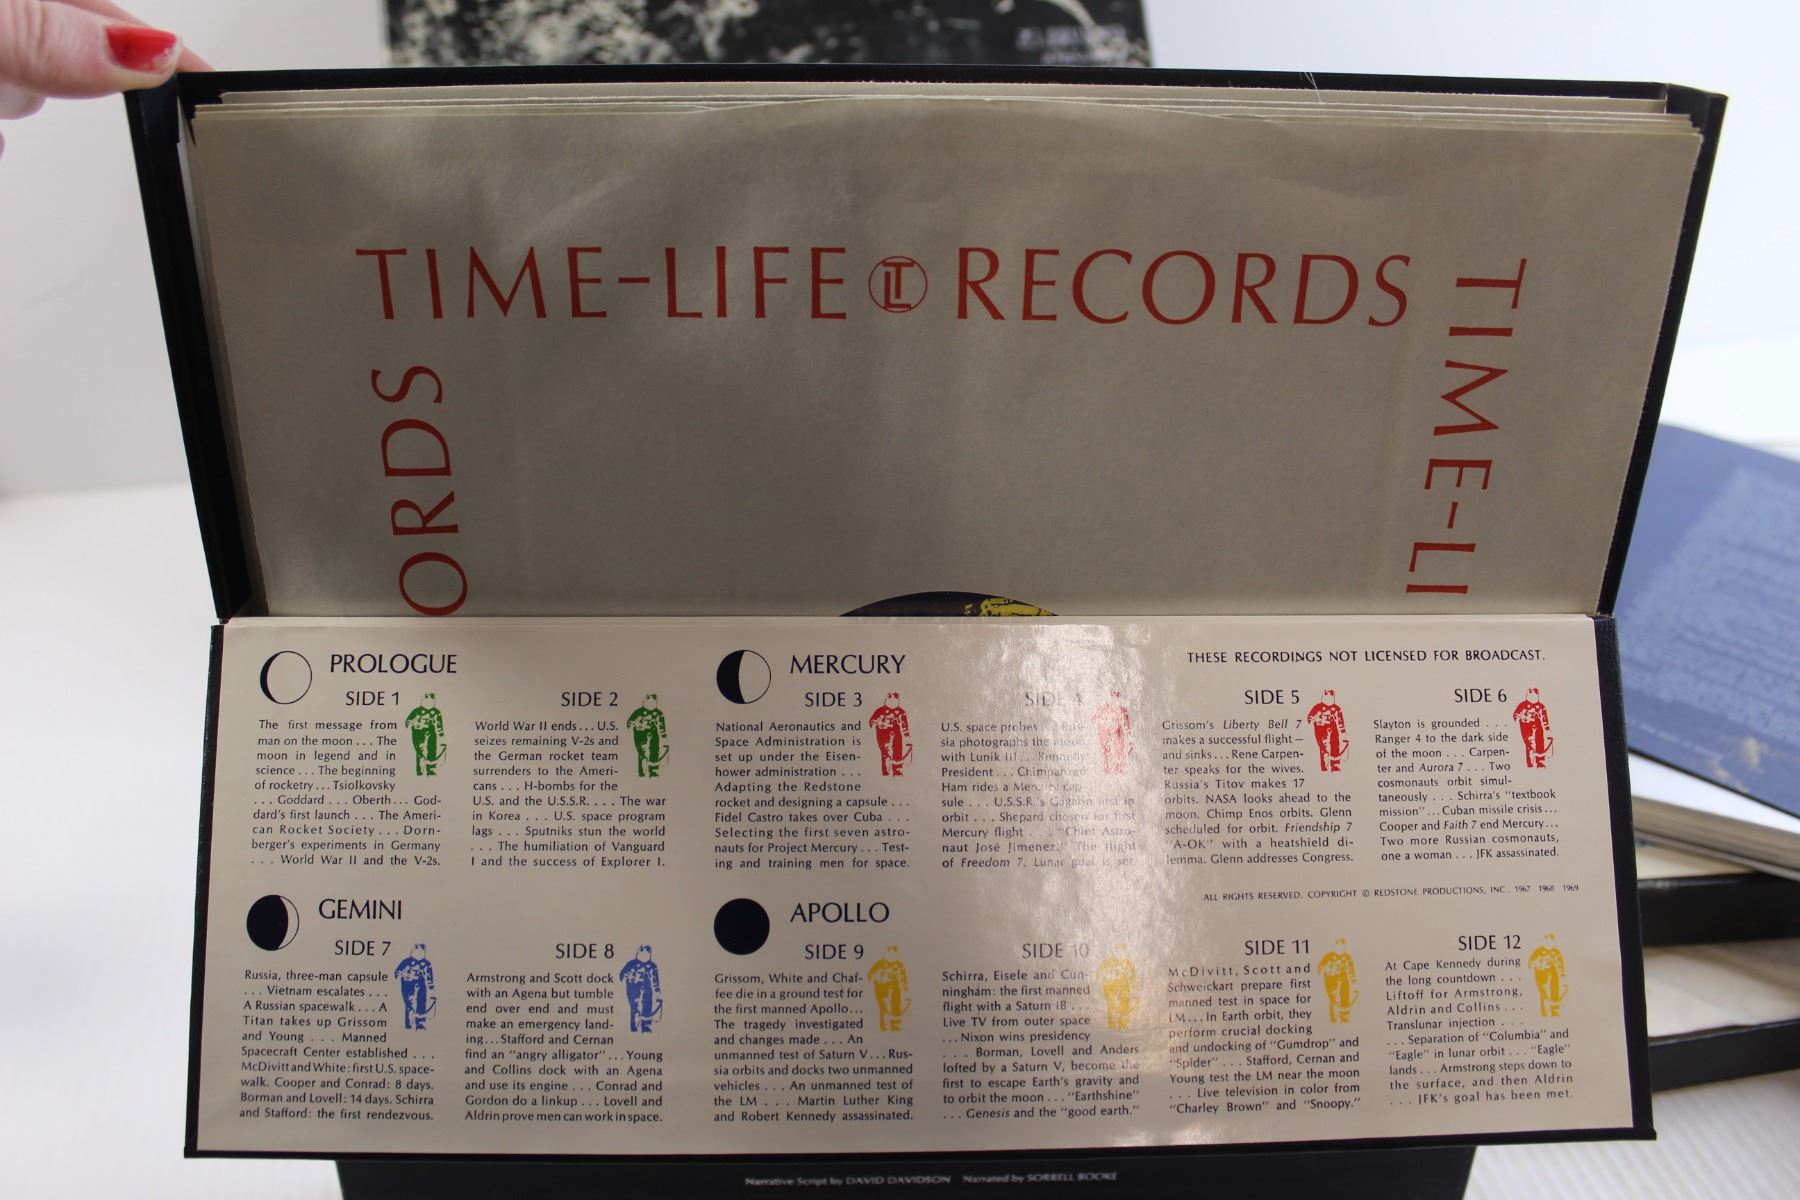 TIME-LIFE LT RECORDS
TIME-LI
ORDS
PROLOGUE
SIDE 1
The first message from
man on the moon . . . The
moon in legend and in
science . . . The beginning
of rocketry . . . Tsiolkovsky
. . . Goddard . . . Oberth . . . God-
dard's first launch . . . The Ameri-
can Rocket Society . . . Dorn-
berger's experiments in Germany
. . . World War II and the V-2s.
SIDE 2
World War II ends . . . U.S.
seizes remaining V-2s and
the German rocket team
surrenders to the Ameri-
cans . . . H-bombs for the
U.S. and the U.S.S.R. . . . The war
in Korea . . . U.S. space program
lags . . . Sputniks stun the world
. . . The humiliation of Vanguard
I and the success of Explorer I.
MERCURY
SIDE 3
National Aeronautics and
Space Administration is
set up under the Eisen-
hower administration . . .
Adapting the Redstone
rocket and designing a capsule . . .
Fidel Castro takes over Cuba . . .
Selecting the first seven astro-
nauts for Project Mercury . . . Test-
ing and training men for space.
SIDE 4
U.S. space probes . . . Rus-
sia photographs the moon
with Lunik III . . . Kennedy
President . . . Chimpanzee
Ham rides a Mercury cap-
sule . . . U.S.S.R.'s Gagarin first in
orbit . . . Shepard chosen for first
Mercury flight . . . "Chief Astro-
naut José Jimenez." The flight
of Freedom 7. Lunar goal is set.
THESE RECORDINGS NOT LICENSED FOR BROADCAST.
SIDE 5
Grissom's Liberty Bell 7
makes a successful flight —
and sinks . . . Rene Carpen-
ter speaks for the wives.
Russia's Titov makes 17
orbits. NASA looks ahead to the
moon. Chimp Enos orbits. Glenn
scheduled for orbit. Friendship 7
"A-OK" with a heatshield di-
lemma. Glenn addresses Congress.
SIDE 6
Slayton is grounded . . .
Ranger 4 to the dark side
of the moon . . . Carpen-
ter and Aurora 7 . . . Two
cosmonauts orbit simul-
taneously . . . Schirra's "textbook
mission" . . . Cuban missile crisis . . .
Cooper and Faith 7 end Mercury . . .
Two more Russian cosmonauts,
one a woman . . . JFK assassinated.
ALL RIGHTS RESERVED. COPYRIGHT © REDSTONE PRODUCTIONS, INC., 1967 1968 1969
GEMINI
SIDE 7
Russia, three-man capsule
. . . Vietnam escalates . . .
A Russian spacewalk . . . A
Titan takes up Grissom
and Young . . . Manned
Spacecraft Center established . . .
McDivitt and White: first U.S. space-
walk. Cooper and Conrad: 8 days.
Borman and Lovell: 14 days. Schirra
and Stafford: the first rendezvous.
SIDE 8
Armstrong and Scott dock
with an Agena but tumble
end over end and must
make an emergency land-
ing . . . Stafford and Cernan
find an "angry alligator" . . . Young
and Collins dock with an Agena
and use its engine . . . Conrad and
Gordon do a linkup . . . Lovell and
Aldrin prove men can work in space.
APOLLO
SIDE 9
Grissom, White and Chaf-
fee die in a ground test for
the first manned Apollo . . .
The tragedy investigated
and changes made . . . An
unmanned test of Saturn V . . . Rus-
sia orbits and docks two unmanned
vehicles . . . An unmanned test of
the LM . . . Martin Luther King
and Robert Kennedy assassinated.
SIDE 10
Schirra, Eisele and Cun-
ningham: the first manned
flight with a Saturn IB . . .
Live TV from outer space
. . . Nixon wins presidency
. . . Borman, Lovell and Anders
lofted by a Saturn V, become the
first to escape Earth's gravity and
to orbit the moon . . . "Earthshine"
. . . Genesis and the "good earth."
SIDE 11
McDivitt, Scott and
Schweickart prepare first
manned test in space for
LM . . . In Earth orbit, they
perform crucial docking
and undocking of "Gumdrop" and
"Spider" . . . Stafford, Cernan and
Young test the LM near the moon
. . . Live television in color from
"Charley Brown" and "Snoopy."
SIDE 12
At Cape Kennedy during
the long countdown . . .
Liftoff for Armstrong,
Aldrin and Collins . . .
Translunar injection . . .
. . . Separation of "Columbia" and
"Eagle" in lunar orbit . . . "Eagle"
lands . . . Armstrong steps down to
the surface, and then Aldrin
. . . JFK's goal has been met.
Narrative Script by DAVID DAVIDSON Narrated by SORRELL BOOKE